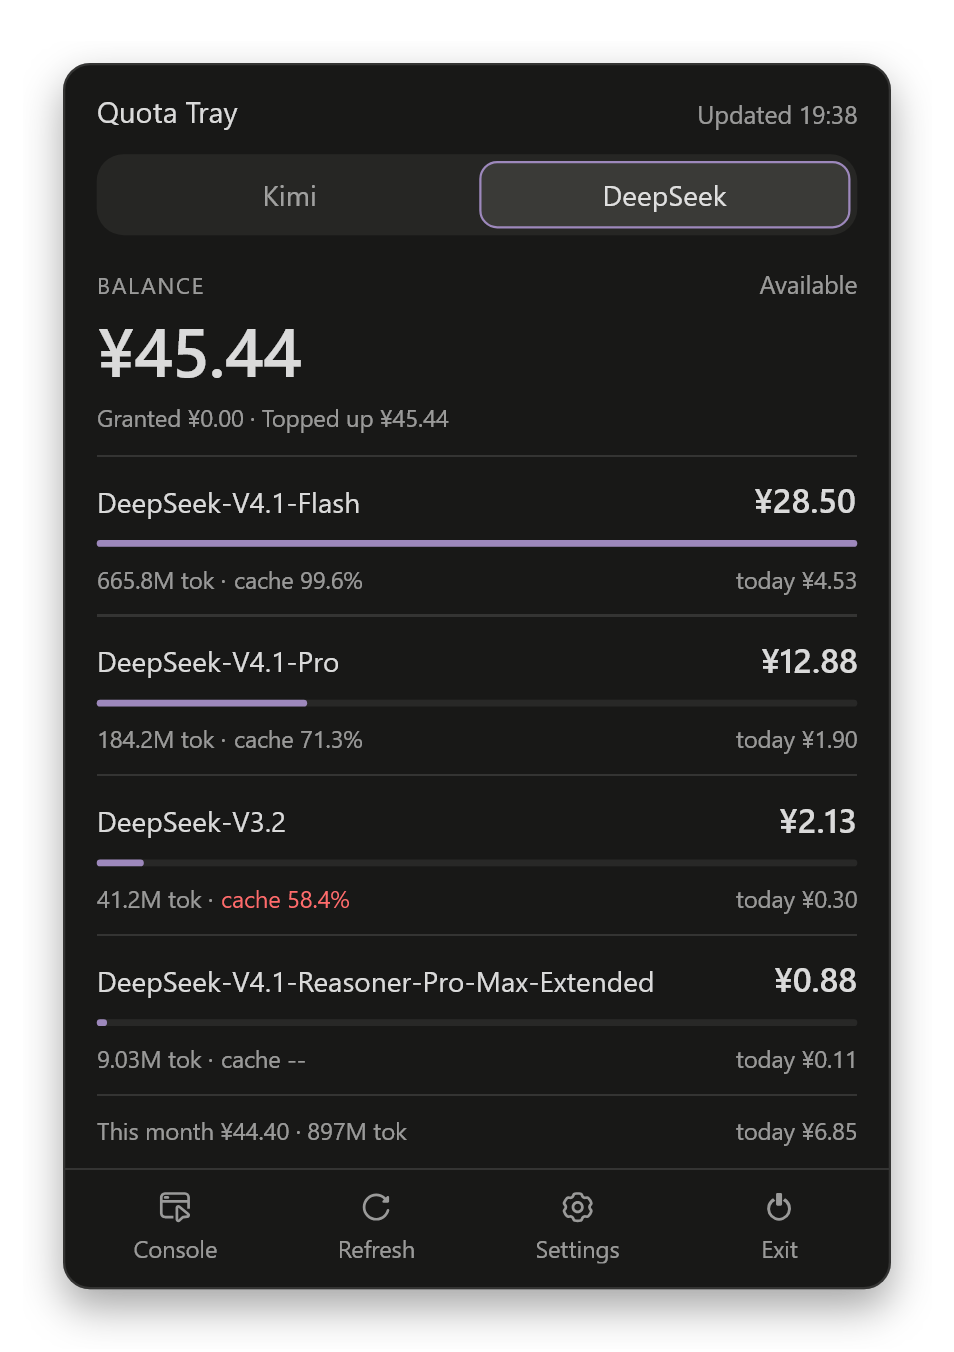 Quota Tray Updated 19:38
Kimi DeepSeek
BALANCE Available
¥45.44
Granted ¥0.00 · Topped up ¥45.44
DeepSeek-V4.1-Flash ¥28.50
665.8M tok · cache 99.6% today ¥4.53
DeepSeek-V4.1-Pro ¥12.88
184.2M tok · cache 71.3% today ¥1.90
DeepSeek-V3.2 ¥2.13
41.2M tok · cache 58.4% today ¥0.30
DeepSeek-V4.1-Reasoner-Pro-Max-Extended ¥0.88
9.03M tok · cache -- today ¥0.11
This month ¥44.40 · 897M tok today ¥6.85
Console Refresh Settings Exit